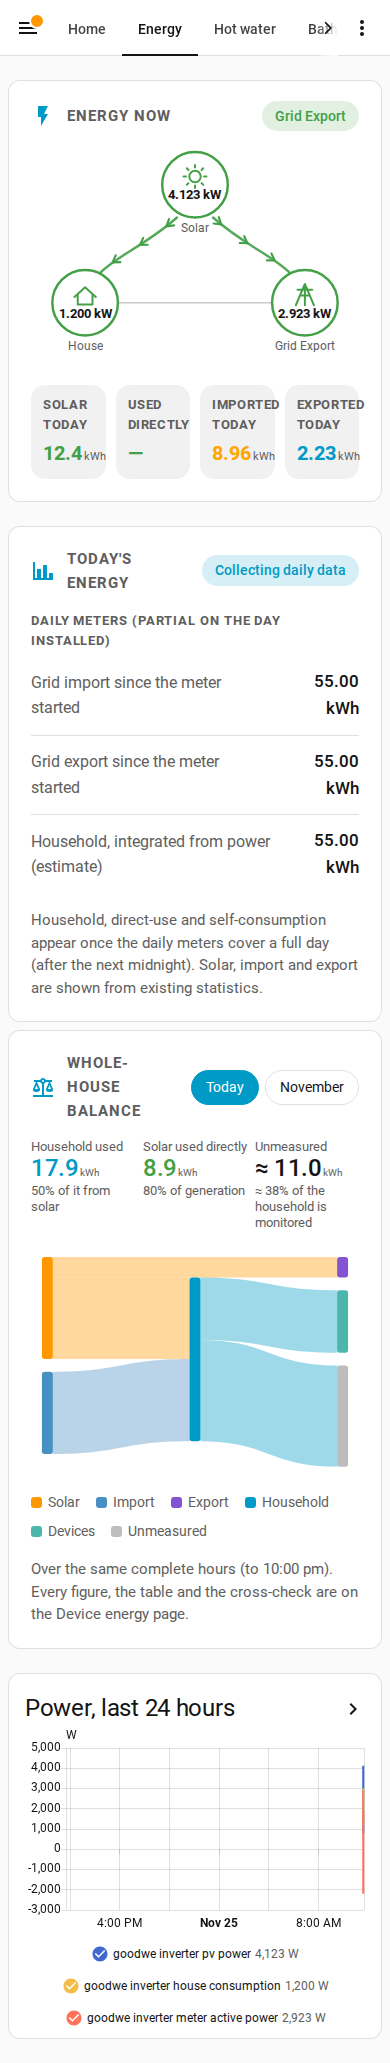 Home Energy Hot water Bath
ENERGY NOW Grid Export
4.123 kW
Solar
1.200 kW 2.923 kW
House Grid Export
SOLAR TODAY
12.4 kWh
USED DIRECTLY
—
IMPORTED TODAY
8.96 kWh
EXPORTED TODAY
2.23 kWh
TODAY'S
ENERGY
Collecting daily data
DAILY METERS (PARTIAL ON THE DAY
INSTALLED)
Grid import since the meter
started
55.00
kWh
Grid export since the meter
started
55.00
kWh
Household, integrated from power
(estimate)
55.00
kWh
Household, direct-use and self-consumption
appear once the daily meters cover a full day
(after the next midnight). Solar, import and export
are shown from existing statistics.
WHOLE-
HOUSE
BALANCE
Today November
Household used
17.9 kWh
50% of it from
solar
Solar used directly
8.9 kWh
80% of generation
Unmeasured
≈ 11.0 kWh
≈ 38% of the
household is
monitored
Solar Import Export Household
Devices Unmeasured
Over the same complete hours (to 10:00 pm).
Every figure, the table and the cross-check are on
the Device energy page.
Power, last 24 hours
W
5,000
4,000
3,000
2,000
1,000
0
-1,000
-2,000
-3,000
4:00 PM Nov 25 8:00 AM
goodwe inverter pv power 4,123 W
goodwe inverter house consumption 1,200 W
goodwe inverter meter active power 2,923 W